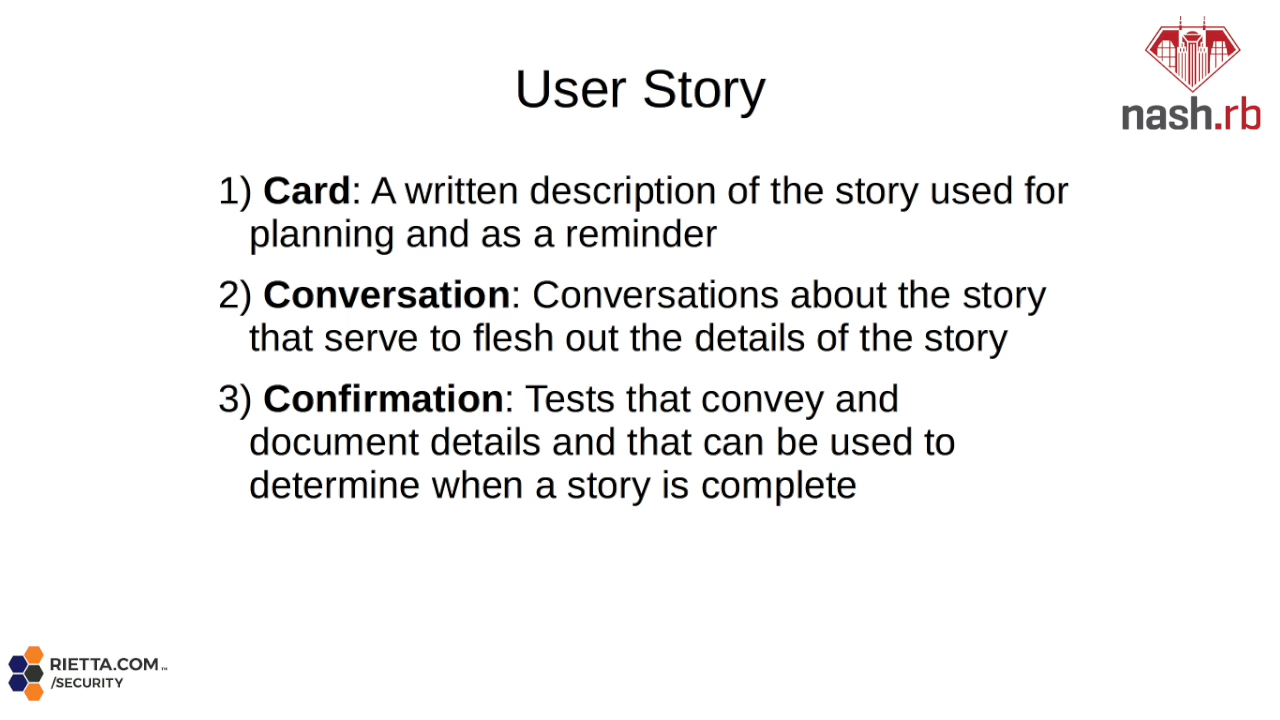 User Story
nash.rb
1) Card: A written description of the story used for
planning and as a reminder
2) Conversation: Conversations about the story
that serve to flesh out the details of the story
3) Confirmation: Tests that convey and
document details and that can be used to
determine when a story is complete
RIETTA.COM
/SECURITY